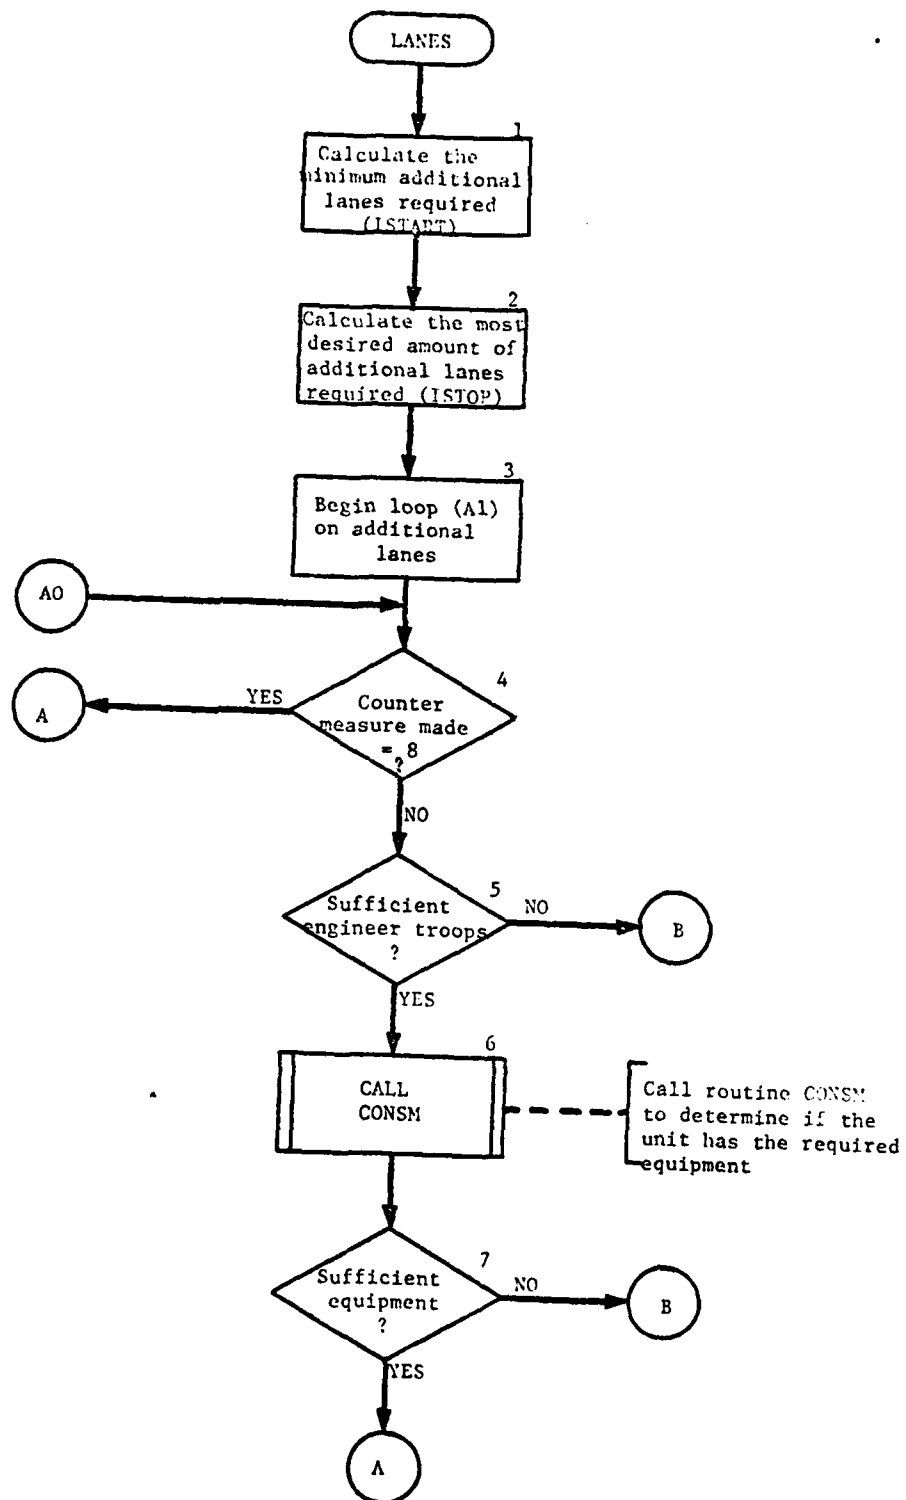 LANES
1
Calculate the
minimum additional
lanes required
(ISTART)
2
Calculate the most
desired amount of
additional lanes
required (ISTOP)
3
Begin loop (A1)
on additional
lanes
A0
4
YES
Counter
measure made
= 8
?
A
NO
5
Sufficient
engineer troops
?
NO
B
YES
6
CALL
CONSM
Call routine CONSM
to determine if the
unit has the required
equipment
7
Sufficient
equipment
?
NO
B
YES
A